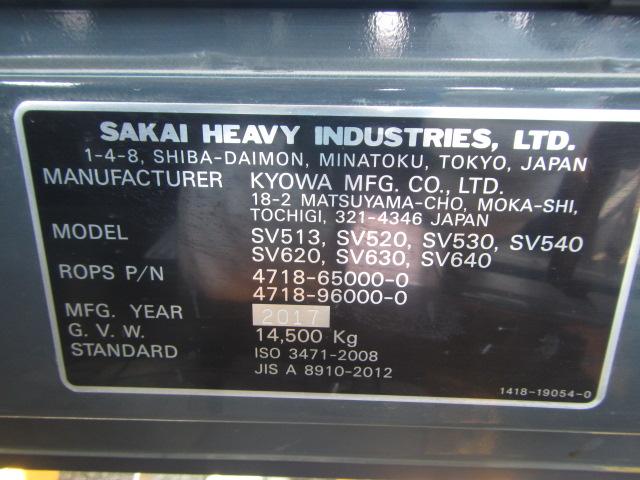 SAKAI HEAVY INDUSTRIES, LTD.
1-4-8, SHIBA-DAIMON, MINATOKU, TOKYO, JAPAN
MANUFACTURER KYOWA MFG. CO., LTD.
18-2 MATSUYAMA-CHO, MOKA-SHI,
TOCHIGI, 321-4346 JAPAN
MODEL SV513, SV520, SV530, SV540
SV620, SV630, SV640
ROPS P/N 4718-65000-0
4718-96000-0
MFG. YEAR 2017
G. V. W. 14,500 Kg
STANDARD ISO 3471-2008
JIS A 8910-2012
1418-19054-0